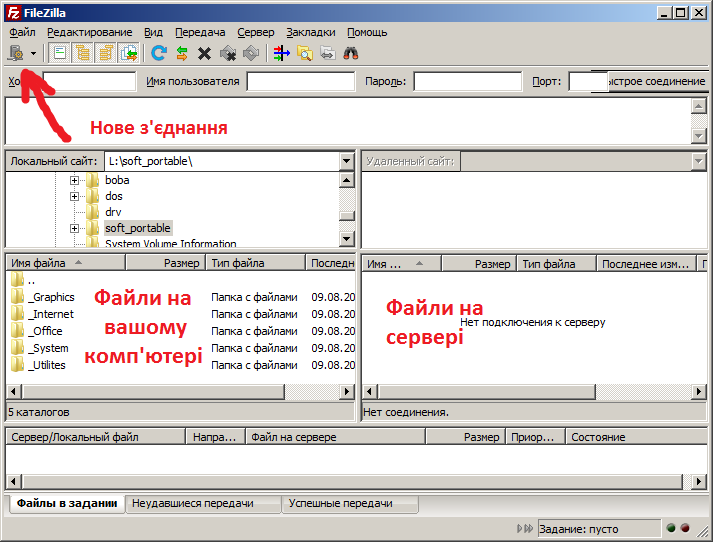 FileZilla
Файл Редактирование Вид Передача Сервер Закладки Помощь
Имя пользователя Пароль: Порт: ыстрое соединение
Нове з'єднання
Локальный сайт: L:\soft_portable\
Удаленный сайт:
boba
dos
drv
soft_portable
System Volume Information
Имя файла Размер Тип файла Последне
.. 
_Graphics Папка с файлами 09.08.20
_Internet Папка с файлами 09.08.20
_Office Папка с файлами 09.08.20
_System Папка с файлами 09.08.20
_Utilites Папка с файлами 09.08.20
Файли на
вашому
комп'ютері
5 каталогов
Имя ... Размер Тип файла Последнее изм... П
Файли на
сервері
Нет подключения к серверу
Нет соединения.
Сервер/Локальный файл Напра... Файл на сервере Размер Приор... Состояние
Файлы в задании Неудавшиеся передачи Успешные передачи
Задание: пусто